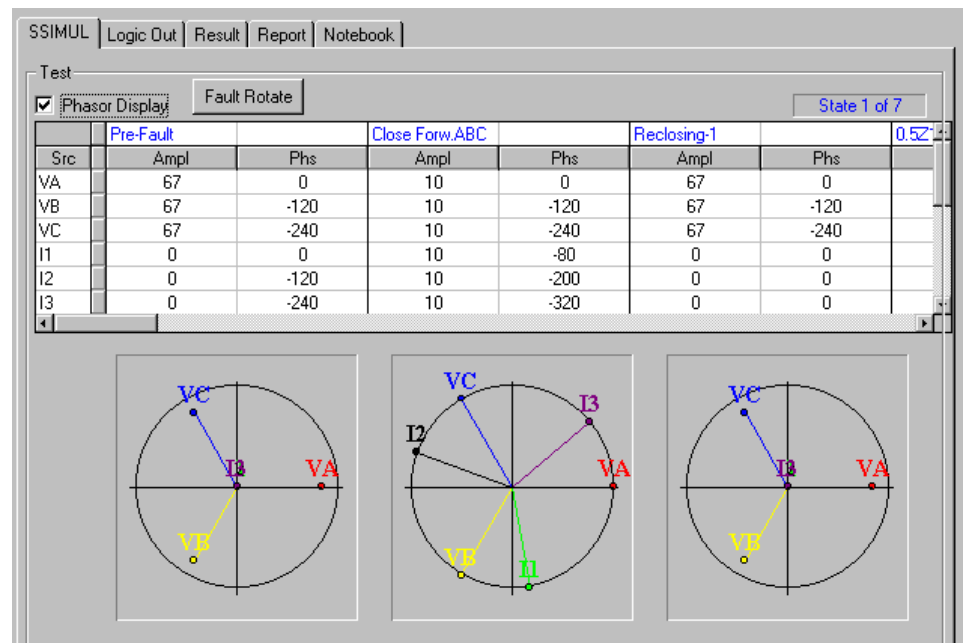 SSIMUL Logic Out Result Report Notebook
Test
Phasor Display Fault Rotate State 1 of 7
Pre-Fault Close Forw.ABC Reclosing-1
Src Ampl Phs Ampl Phs Ampl Phs
VA 67 0 10 0 67 0
VB 67 -120 10 -120 67 -120
VC 67 -240 10 -240 67 -240
I1 0 0 10 -80 0 0
I2 0 -120 10 -200 0 0
I3 0 -240 10 -320 0 0
VC I3 VA VB
VC I3 I2 VA VB I1
VC I3 VA VB